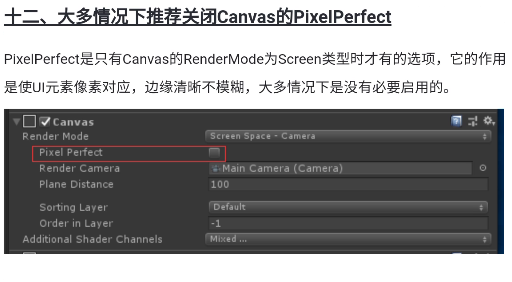 十二、大多情况下推荐关闭Canvas的PixelPerfect
PixelPerfect是只有Canvas的RenderMode为Screen类型时才有的选项，它的作用
是使UI元素像素对应，边缘清晰不模糊，大多情况下是没有必要启用的。
Canvas
Render Mode Screen Space - Camera
Pixel Perfect
Render Camera Main Camera (Camera)
Plane Distance 100
Sorting Layer Default
Order in Layer -1
Additional Shader Channels Mixed ...